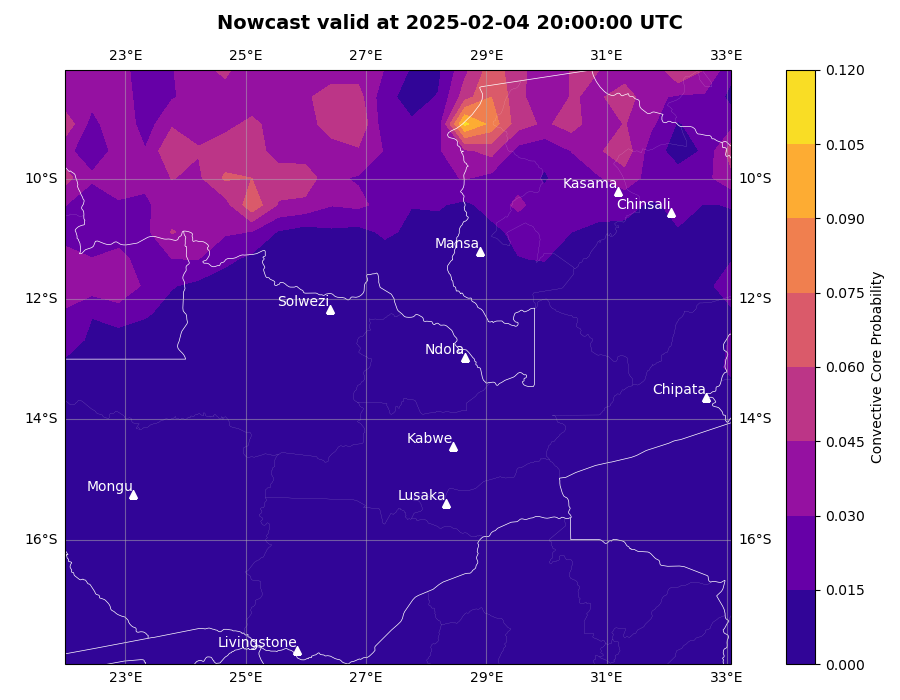 Nowcast valid at 2025-02-04 20:00:00 UTC
23°E 25°E 27°E 29°E 31°E 33°E
0.120
0.105
10°S 10°S
Kasama
Chinsali
0.090
Mansa
0.075
12°S 12°S
Solwezi
Ndola
0.060
Chipata
14°S 14°S
0.045
Kabwe
Convective Core Probability
Mongu
Lusaka
0.030
16°S 16°S
0.015
Livingstone
0.000
23°E 25°E 27°E 29°E 31°E 33°E